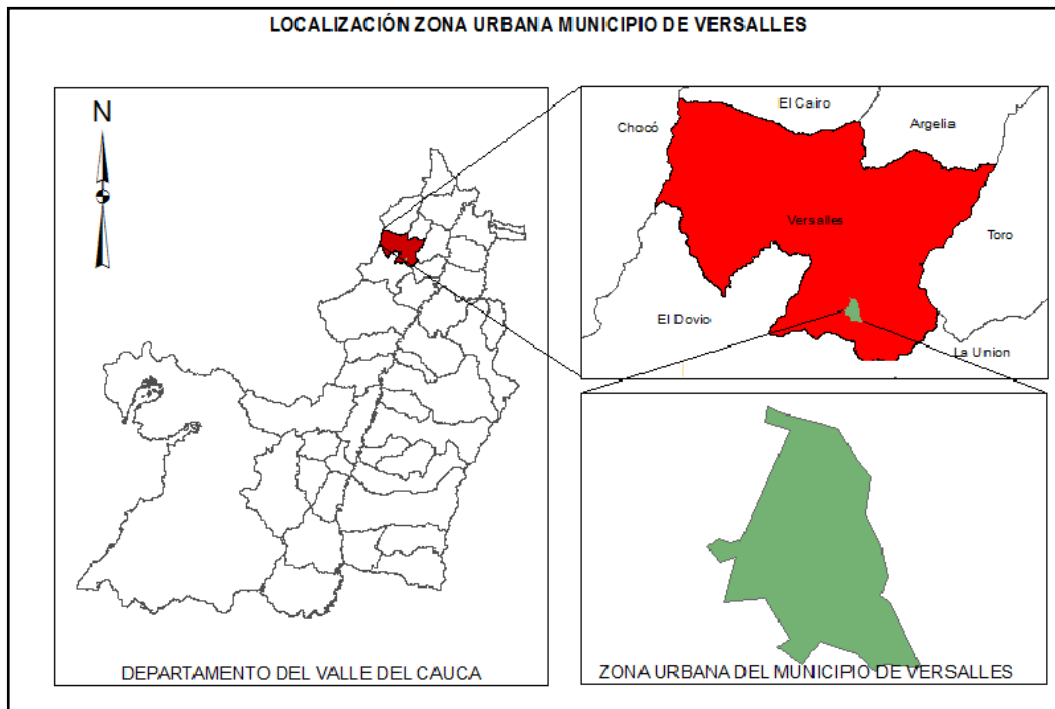 LOCALIZACIÓN ZONA URBANA MUNICIPIO DE VERSALLES
N
El Cairo
Chocó
Argelia
Versalles
Toro
El Dovio
La Union
DEPARTAMENTO DEL VALLE DEL CAUCA
ZONA URBANA DEL MUNICIPIO DE VERSALLES